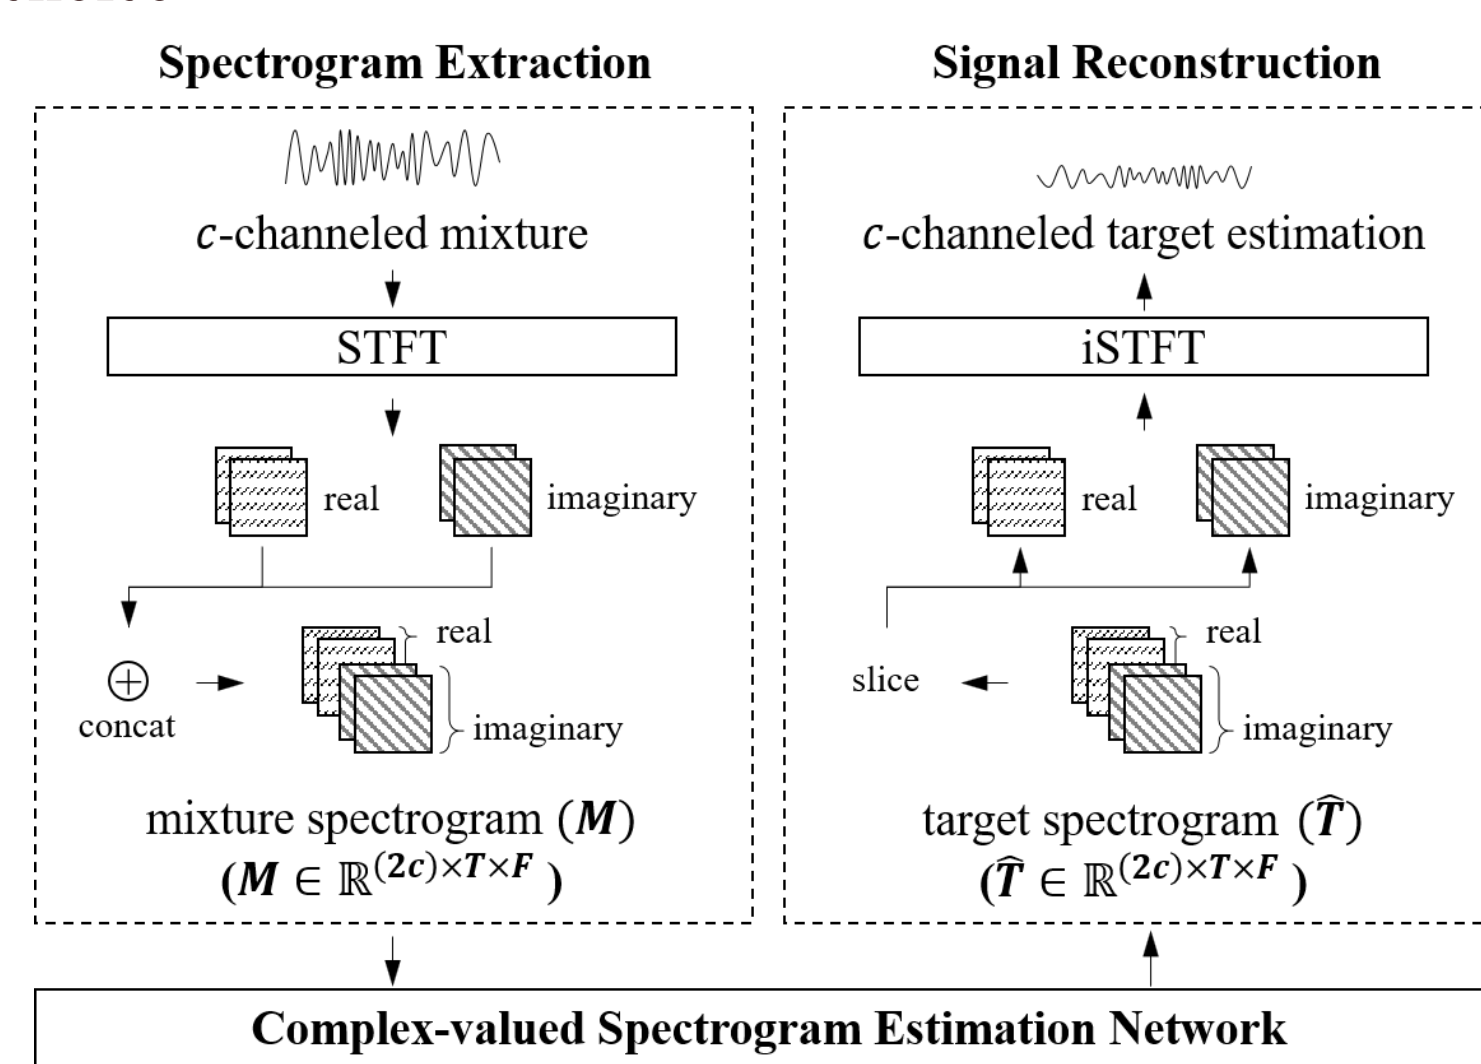 Spectrogram Extraction
c-channeled mixture
STFT
real
imaginary
concat
real
imaginary
mixture spectrogram (M)
(M ∈ ℝ^(2c)×T×F )
Signal Reconstruction
c-channeled target estimation
iSTFT
real
imaginary
slice
real
imaginary
target spectrogram (T̂)
(T̂ ∈ ℝ^(2c)×T×F )
Complex-valued Spectrogram Estimation Network